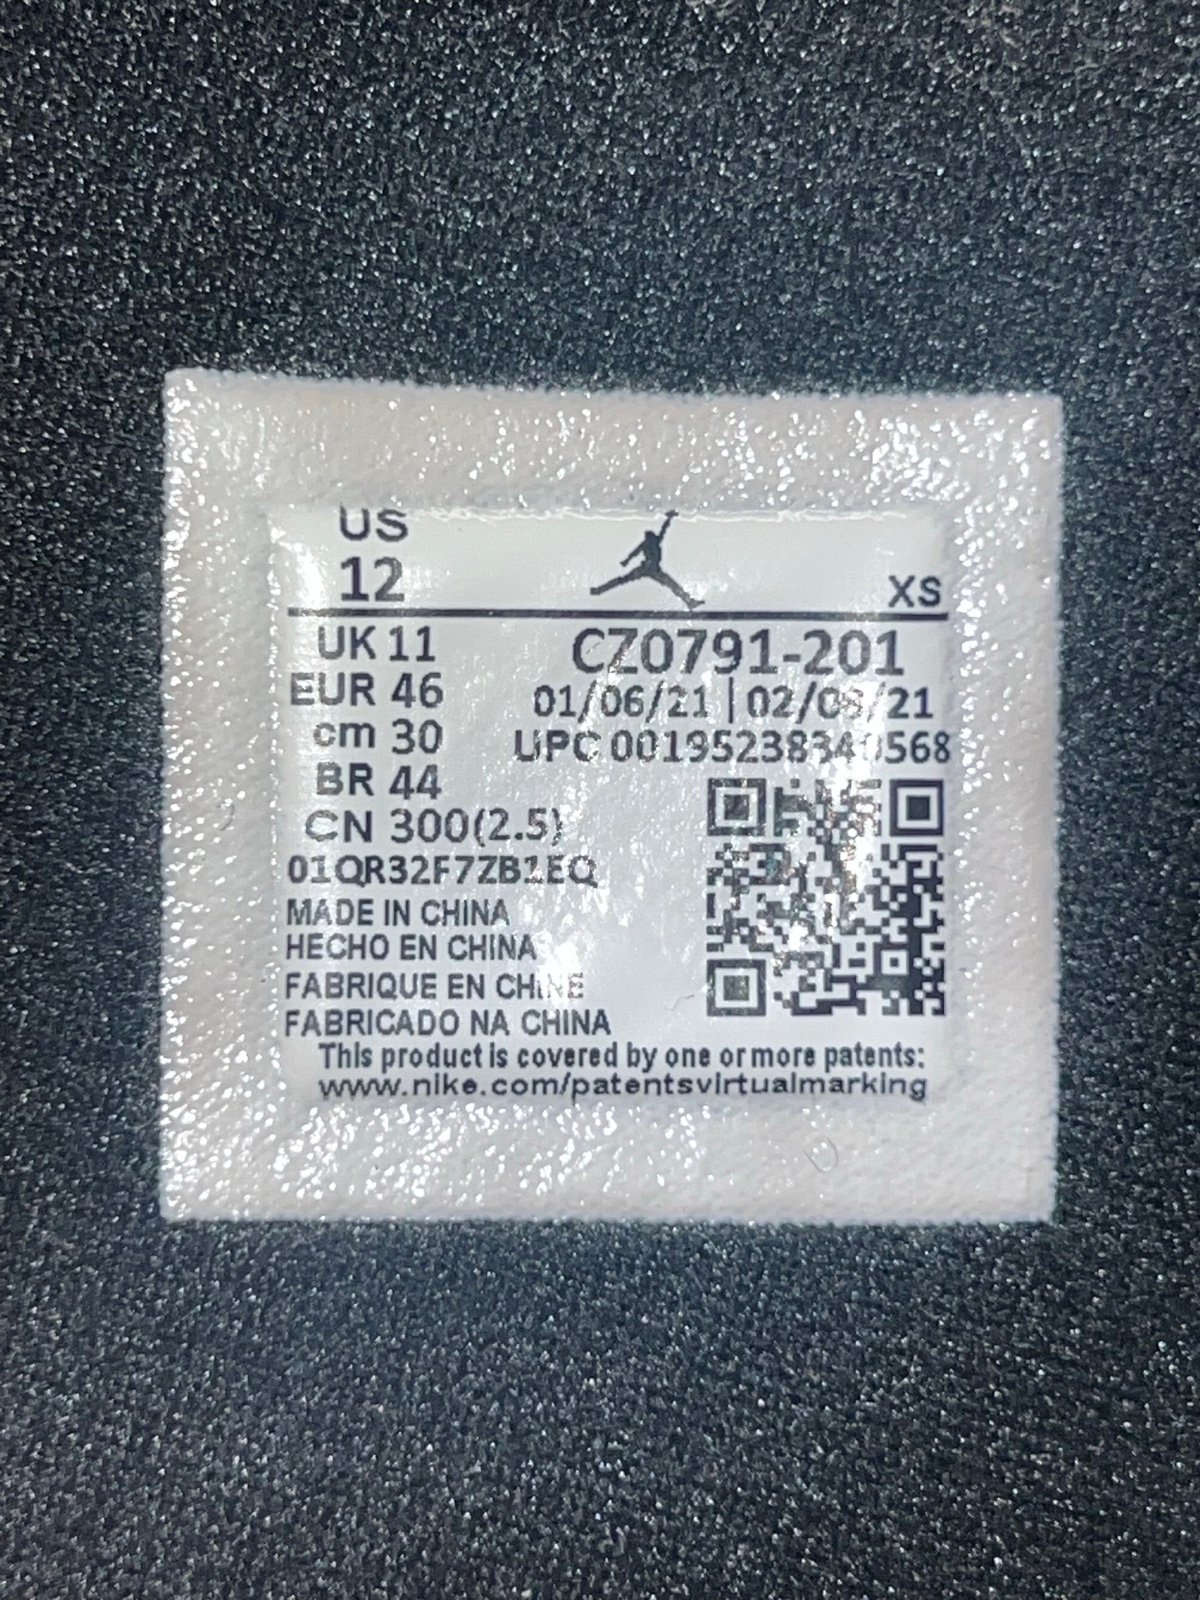 US
12
XS
UK 11
CZ0791-201
EUR 46
01/06/21 |
cm 30
UPC
BR 44
CN 300(2.5)
01QR32F7ZB1EQ
MADE IN CHINA
HECHO EN CHINA
FABRIQUE EN CHINE
FABRICADO NA CHINA
This product is covered by one or more patents:
www.nike.com/patentsvirtualmarking